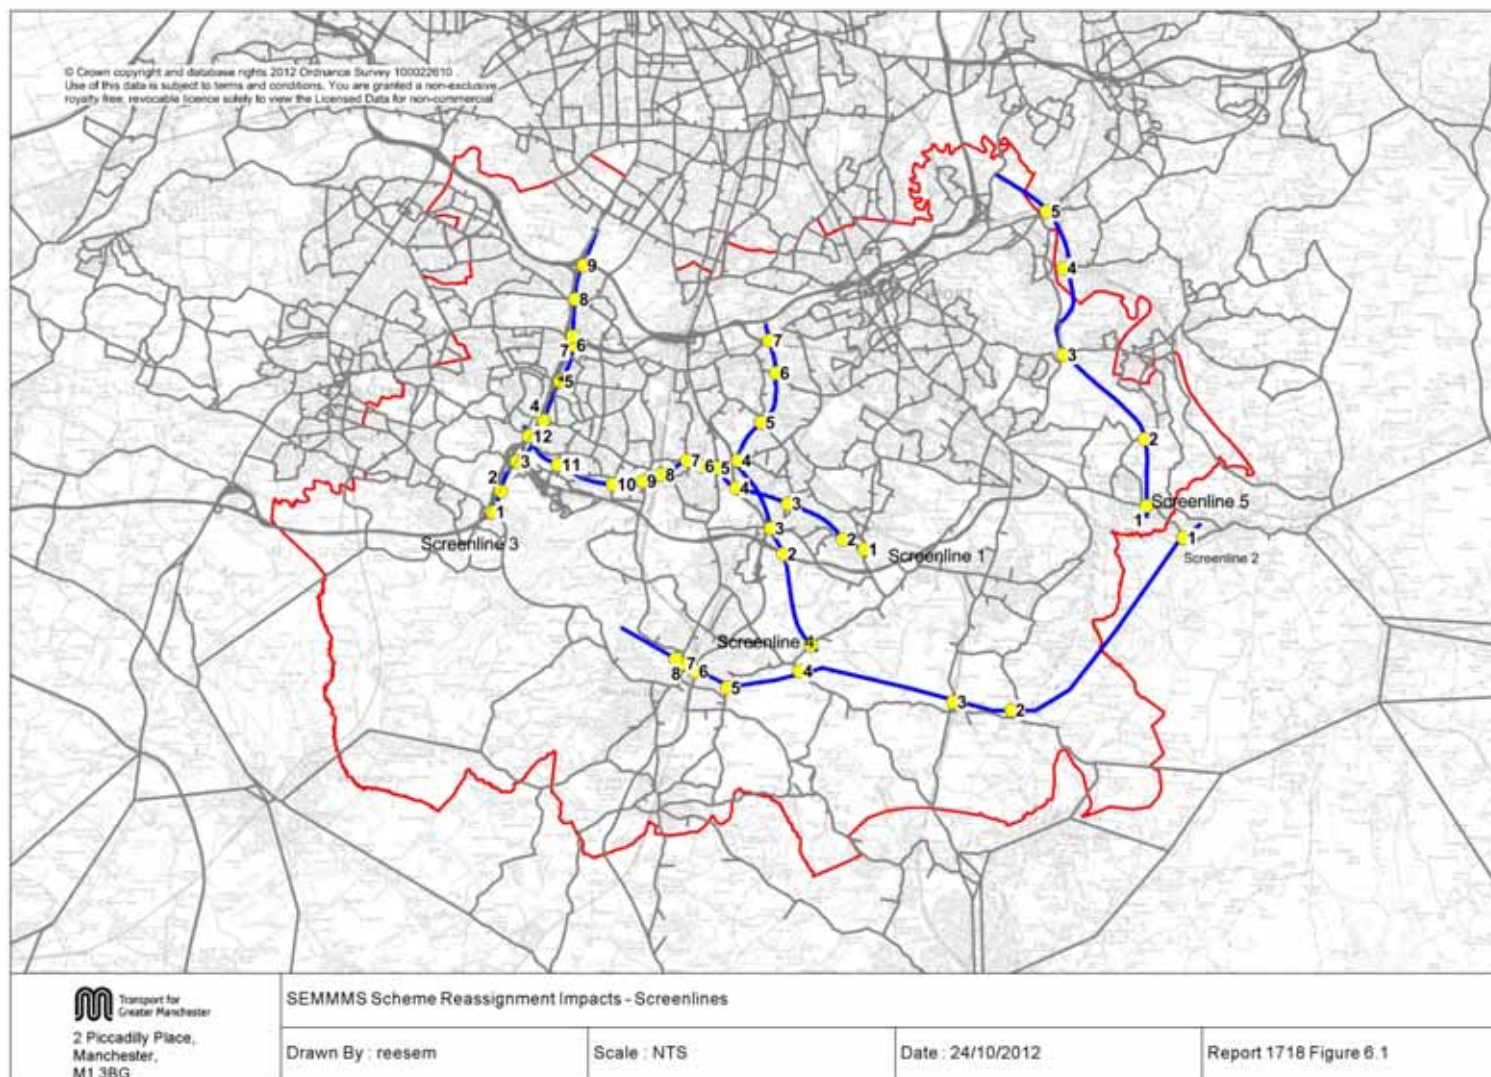 © Crown copyright and database rights 2012 Ordnance Survey 100022610
Use of this data is subject to terms and conditions. You are granted a non-exclusive
royalty free, revocable licence solely to view the Licensed Data for non-commercial
5
9
4
8
7
6
7
3
6
5
4
5
2
12
4
3
11
7
6
5
8
9
10
2
4
3
1
Screenline 5
1
3
2
1
Screenline 3
2
1
Screenline 1
1
Screenline 2
Screenline 4
7
8
6
4
5
3
2
Transport for
Greater Manchester
2 Piccadilly Place,
Manchester,
M1 3BG
SEMMMS Scheme Reassignment Impacts - Screenlines
Drawn By : reesem
Scale : NTS
Date : 24/10/2012
Report 1718 Figure 6.1